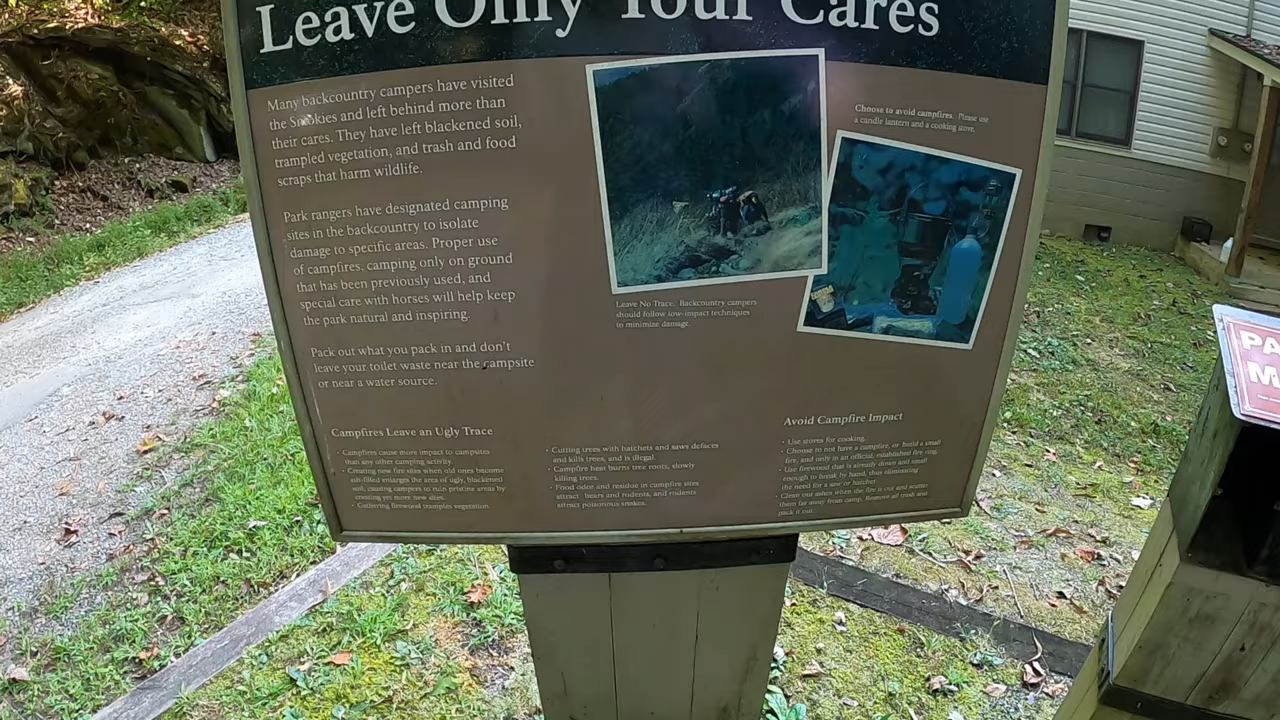 Leave Only Your Cares
Many backcountry campers have visited
the Smokies and left behind more than
their cares. They have left blackened soil,
trampled vegetation, and trash and food
scraps that harm wildlife.
Park rangers have designated camping
sites in the backcountry to isolate
damage to specific areas. Proper use
of campfires, camping only on ground
that has been previously used, and
special care with horses will help keep
the park natural and inspiring.
Pack out what you pack in and don't
leave your toilet waste near the campsite
or near a water source.
Leave No Trace. Backcountry campers
should follow low-impact techniques
to minimize damage.
Choose to avoid campfires. Please use
a candle lantern and a cooking stove.
Campfires Leave an Ugly Trace
· Campfires cause more impact to campsites
than any other camping activity.
· Creating new fire sites when old ones become
ash-filled enlarges the area of ugly, blackened
soil, causing campers to ruin pristine areas by
creating yet more new sites.
· Gathering firewood tramples vegetation.
· Cutting trees with hatchets and saws defaces
and kills trees, and is illegal.
· Campfire heat burns tree roots, slowly
killing trees.
· Food odor and residue in campfire sites
attract bears and rodents, and rodents
attract poisonous snakes.
Avoid Campfire Impact
· Use stoves for cooking.
· Choose to not have a campfire, or build a small
fire, and only in an official, established fire ring.
· Use firewood that is already down and small
enough to break by hand, thus eliminating
the need for a saw or hatchet.
· Clean out ashes when the fire is out and scatter
them far away from camp. Remove all trash and
pack it out.
PA
M